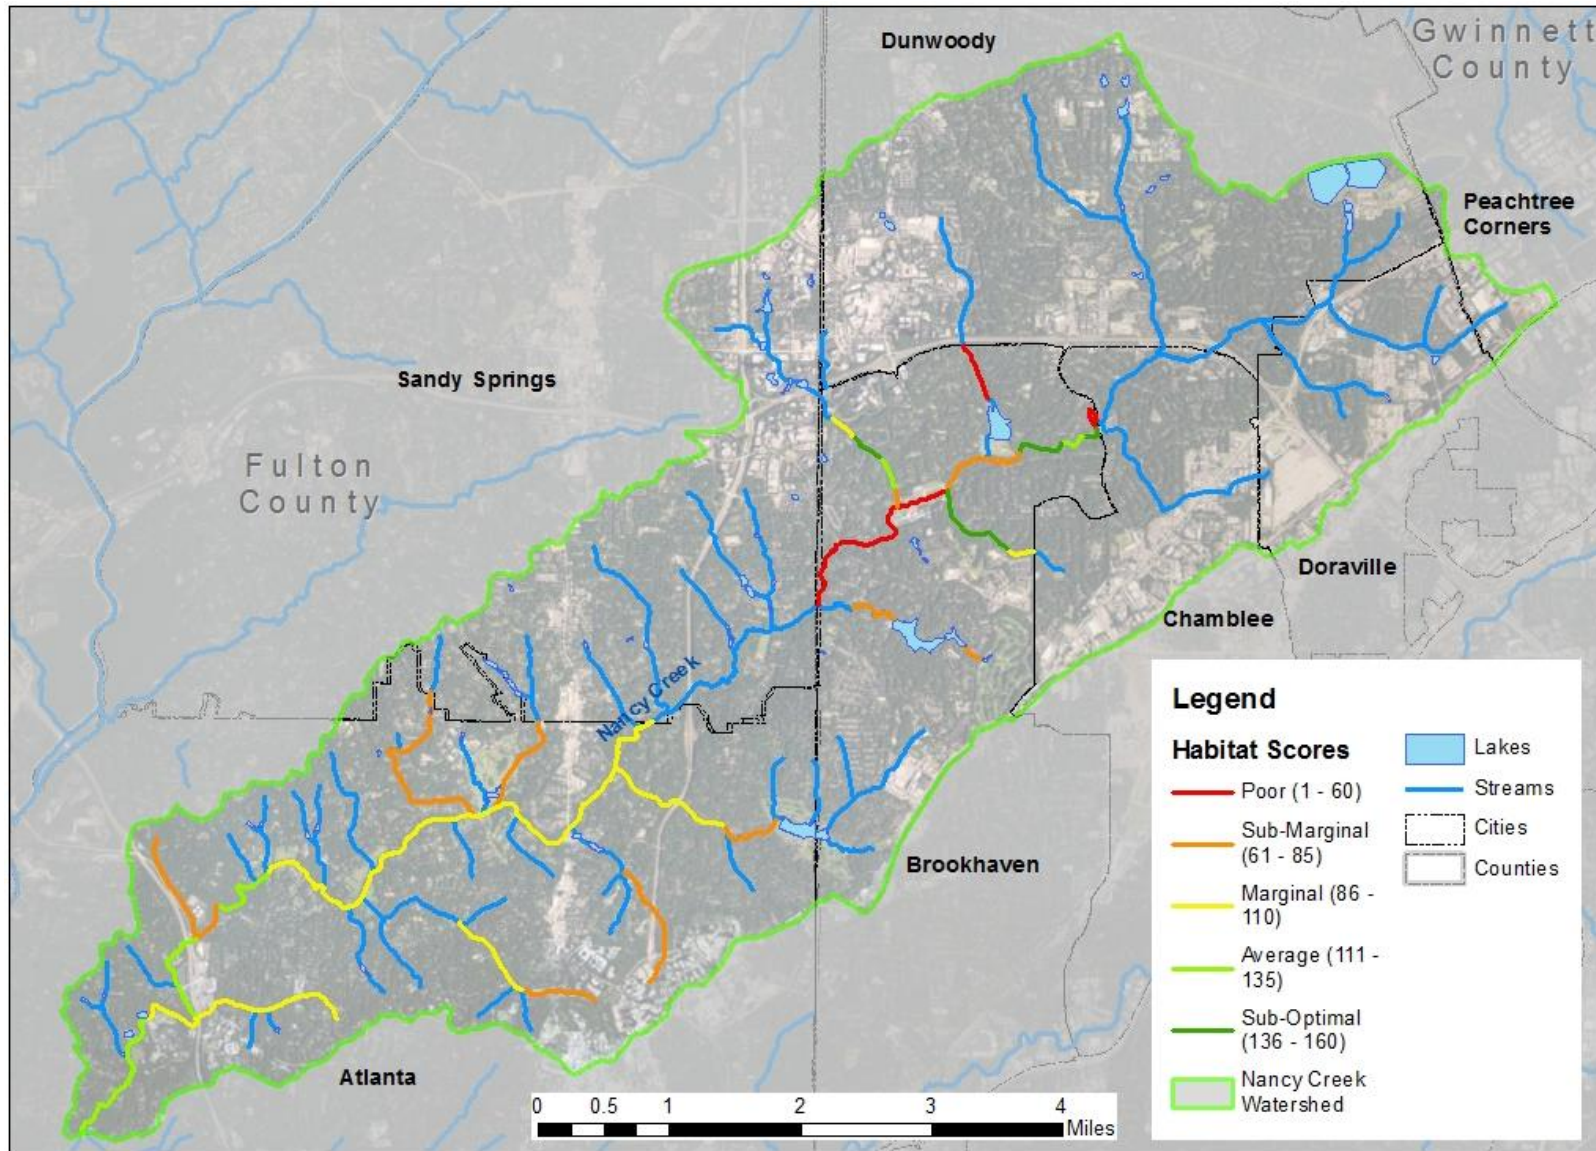 Dunwoody
Gwinnett
County
Peachtree
Corners
Sandy Springs
Fulton
County
Doraville
Chamblee
Nancy Creek
Brookhaven
Atlanta
Legend
Habitat Scores
Poor (1 - 60)
Sub-Marginal
(61 - 85)
Marginal (86 -
110)
Average (111 -
135)
Sub-Optimal
(136 - 160)
Nancy Creek
Watershed
Lakes
Streams
Cities
Counties
0 0.5 1 2 3 4
Miles